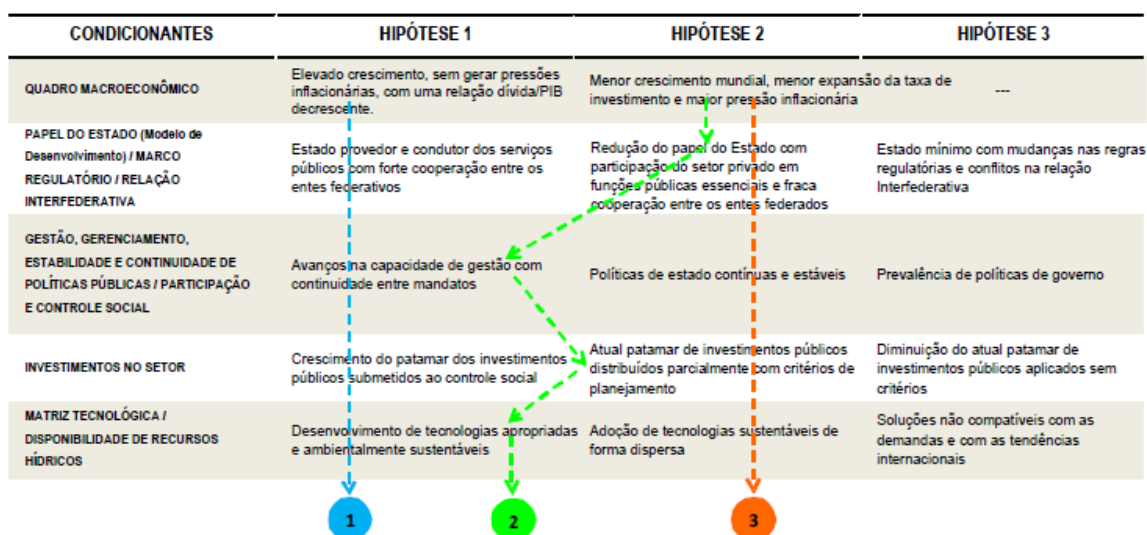 CONDICIONANTES HIPÓTESE 1 HIPÓTESE 2 HIPÓTESE 3
QUADRO MACROECONÔMICO
Elevado crescimento, sem gerar pressões
inflacionárias, com uma relação dívida/PIB
decrescente.
Menor crescimento mundial, menor expansão da taxa de
investimento e maior pressão inflacionária
---
PAPEL DO ESTADO (Modelo de
Desenvolvimento) / MARCO
REGULATÓRIO / RELAÇÃO
INTERFEDERATIVA
Estado provedor e condutor dos serviços
públicos com forte cooperação entre os
entes federativos
Redução do papel do Estado com
participação do setor privado em
funções públicas essenciais e fraca
cooperação entre os entes federados
Estado mínimo com mudanças nas regras
regulatórias e conflitos na relação
Interfederativa
GESTÃO, GERENCIAMENTO,
ESTABILIDADE E CONTINUIDADE DE
POLÍTICAS PÚBLICAS / PARTICIPAÇÃO
E CONTROLE SOCIAL
Avanços na capacidade de gestão com
continuidade entre mandatos
Políticas de estado contínuas e estáveis
Prevalência de políticas de governo
INVESTIMENTOS NO SETOR
Crescimento do patamar dos investimentos
públicos submetidos ao controle social
Atual patamar de investimentos públicos
distribuídos parcialmente com critérios de
planejamento
Diminuição do atual patamar de
investimentos públicos aplicados sem
critérios
MATRIZ TECNOLÓGICA /
DISPONIBILIDADE DE RECURSOS
HÍDRICOS
Desenvolvimento de tecnologias apropriadas
e ambientalmente sustentáveis
Adoção de tecnologias sustentáveis de
forma dispersa
Soluções não compatíveis com as
demandas e com as tendências
internacionais
1 2 3